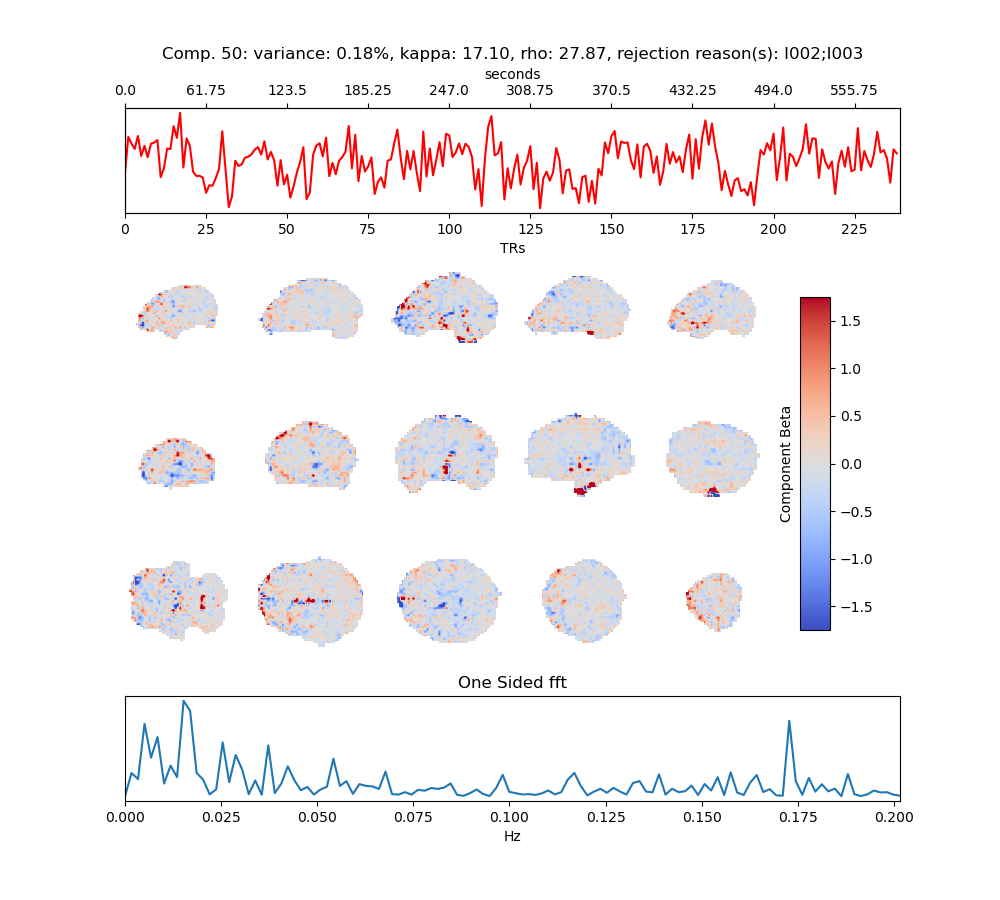 Comp. 50: variance: 0.18%, kappa: 17.10, rho: 27.87, rejection reason(s): I002;I003
seconds
0.0 61.75 123.5 185.25 247.0 308.75 370.5 432.25 494.0 555.75
0 25 50 75 100 125 150 175 200 225
TRs
1.5
1.0
0.5
0.0
−0.5
−1.0
−1.5
Component Beta
One Sided fft
0.000 0.025 0.050 0.075 0.100 0.125 0.150 0.175 0.200
Hz